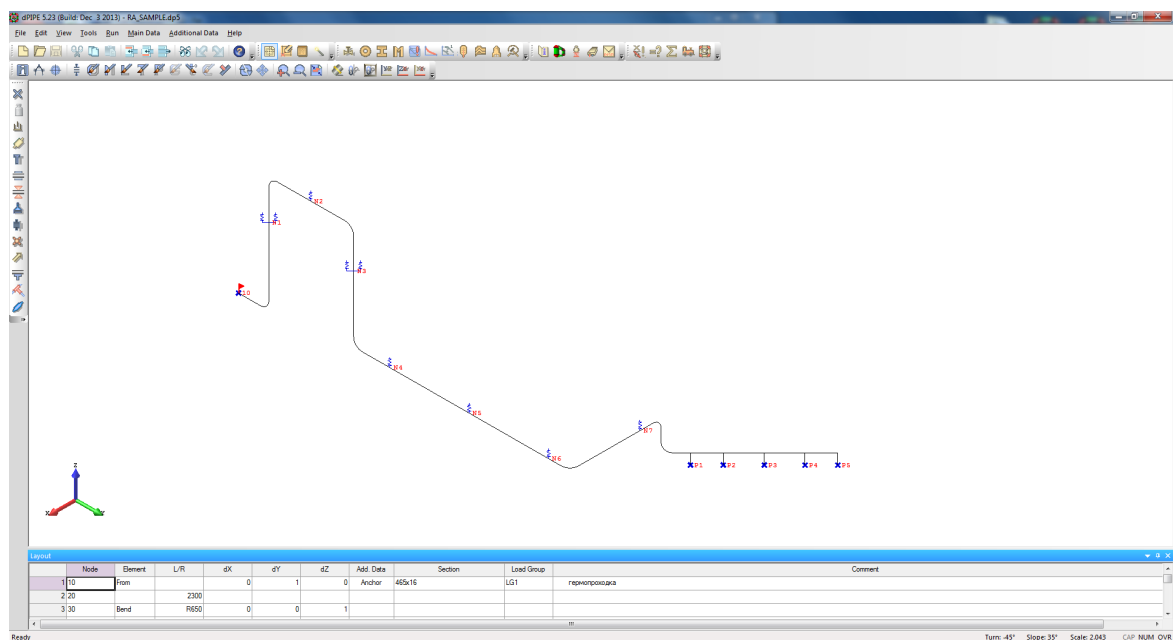 dPIPE 5.23 (Build: Dec 3 2013) - RA_SAMPLE.dp5
File Edit View Tools Run Main Data Additional Data Help
N2
N1
N3
10
N4
N5
N7
N6
P1 P2 P3 P4 P5
Z
X Y
Layout
Node Element L/R dX dY dZ Add. Data Section Load Group Comment
1 10 From 0 1 0 Anchor 465x16 LG1 гермопроходка
2 20 2300
3 30 Bend R650 0 0 1
Ready Turn: -45° Slope: 35° Scale: 2.043 CAP NUM OVR